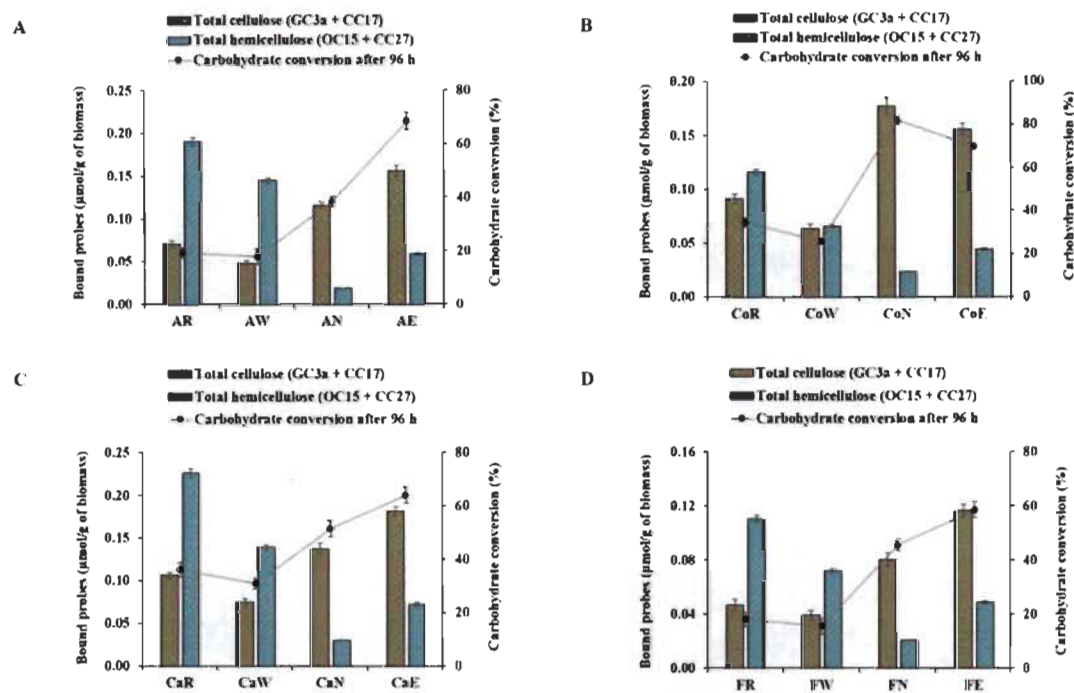 A
Total cellulose (GC3a + CC17)
Total hemicellulose (OC15 + CC27)
Carbohydrate conversion after 96 h
Bound probes (µmol/g of biomass)
0.25
0.20
0.15
0.10
0.05
0.00
80
60
40
20
0
Carbohydrate conversion (%)
AR AW AN AE
B
Total cellulose (GC3a + CC17)
Total hemicellulose (OC15 + CC27)
Carbohydrate conversion after 96 h
Bound probes (µmol/g of biomass)
0.20
0.15
0.10
0.05
0.00
100
80
60
40
20
0
Carbohydrate conversion (%)
CoR CoW CoN CoE
C
Total cellulose (GC3a + CC17)
Total hemicellulose (OC15 + CC27)
Carbohydrate conversion after 96 h
Bound probes (µmol/g of biomass)
0.25
0.20
0.15
0.10
0.05
0.00
80
60
40
20
0
Carbohydrate conversion (%)
CaR CaW CaN CaE
D
Total cellulose (GC3a + CC17)
Total hemicellulose (OC15 + CC27)
Carbohydrate conversion after 96 h
Bound probes (µmol/g of biomass)
0.16
0.12
0.08
0.04
0.00
80
60
40
20
0
Carbohydrate conversion (%)
FR FW FN FE